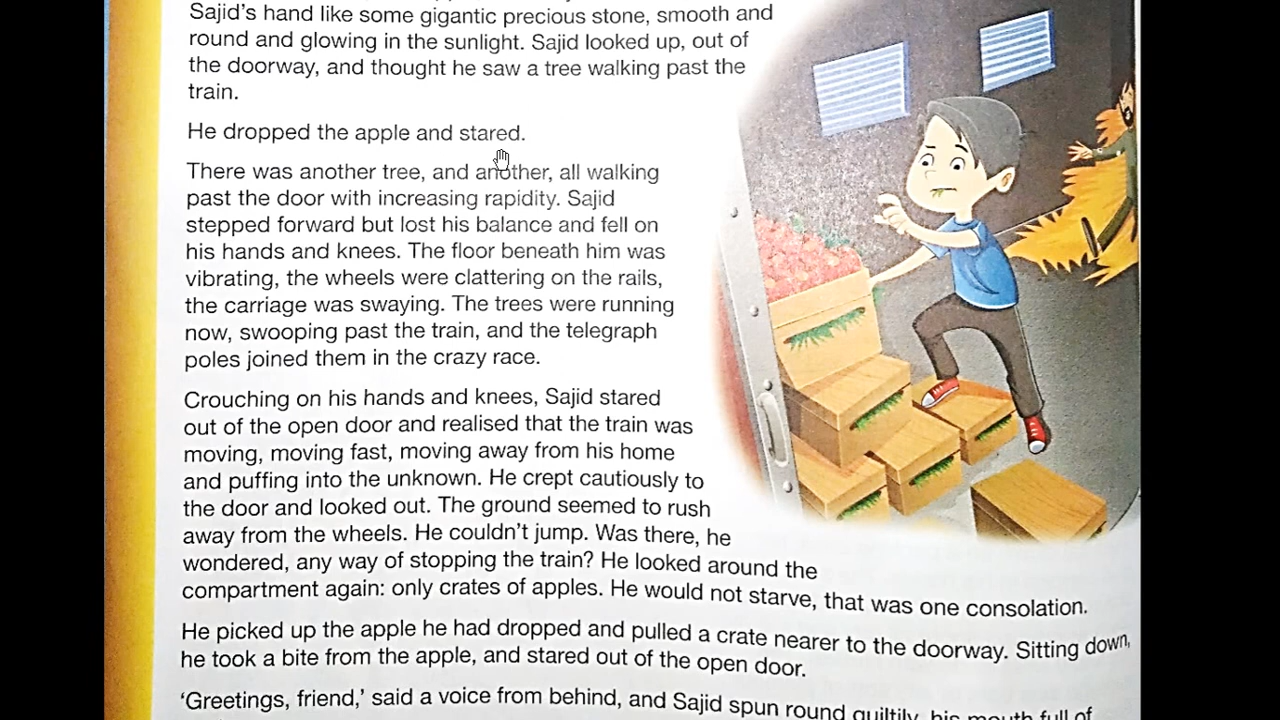 Sajid's hand like some gigantic precious stone, smooth and
round and glowing in the sunlight. Sajid looked up, out of
the doorway, and thought he saw a tree walking past the
train.
He dropped the apple and stared.
There was another tree, and another, all walking
past the door with increasing rapidity. Sajid
stepped forward but lost his balance and fell on
his hands and knees. The floor beneath him was
vibrating, the wheels were clattering on the rails,
the carriage was swaying. The trees were running
now, swooping past the train, and the telegraph
poles joined them in the crazy race.
Crouching on his hands and knees, Sajid stared
out of the open door and realised that the train was
moving, moving fast, moving away from his home
and puffing into the unknown. He crept cautiously to
the door and looked out. The ground seemed to rush
away from the wheels. He couldn't jump. Was there, he
wondered, any way of stopping the train? He looked around the
compartment again: only crates of apples. He would not starve, that was one consolation.
He picked up the apple he had dropped and pulled a crate nearer to the doorway. Sitting down,
he took a bite from the apple, and stared out of the open door.
'Greetings, friend,' said a voice from behind, and Sajid spun round guiltily, his mouth full of